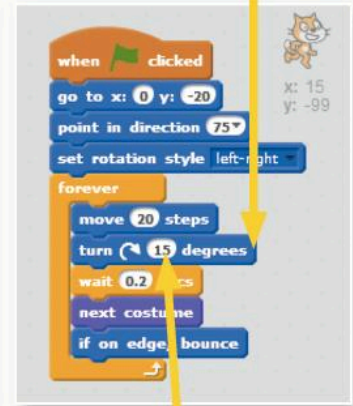 when clicked
go to x: 0 y: -20
x: 15
y: -99
point in direction 75
set rotation style left-right
forever
move 20 steps
turn 15 degrees
wait 0.2
next costume
if on edge, bounce